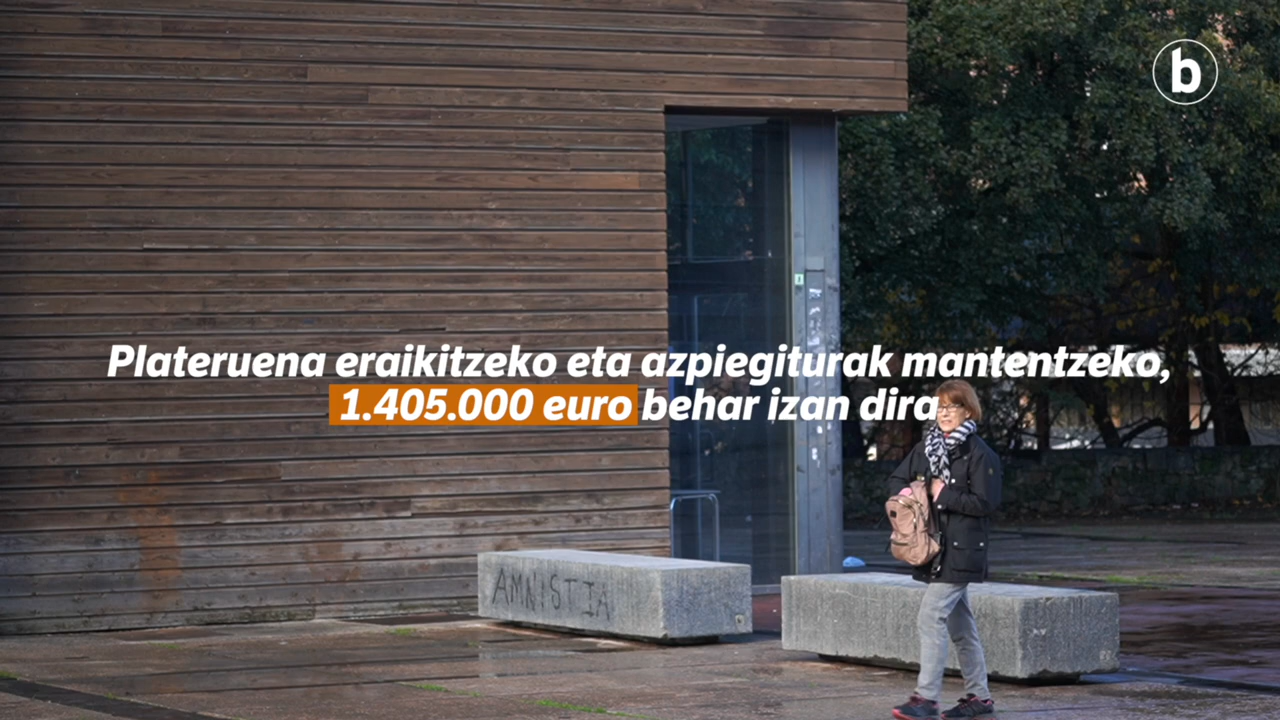 b
Plateruena eraikitzeko eta azpiegiturak mantentzeko,
1.405.000 euro behar izan dira
AMNISTIA